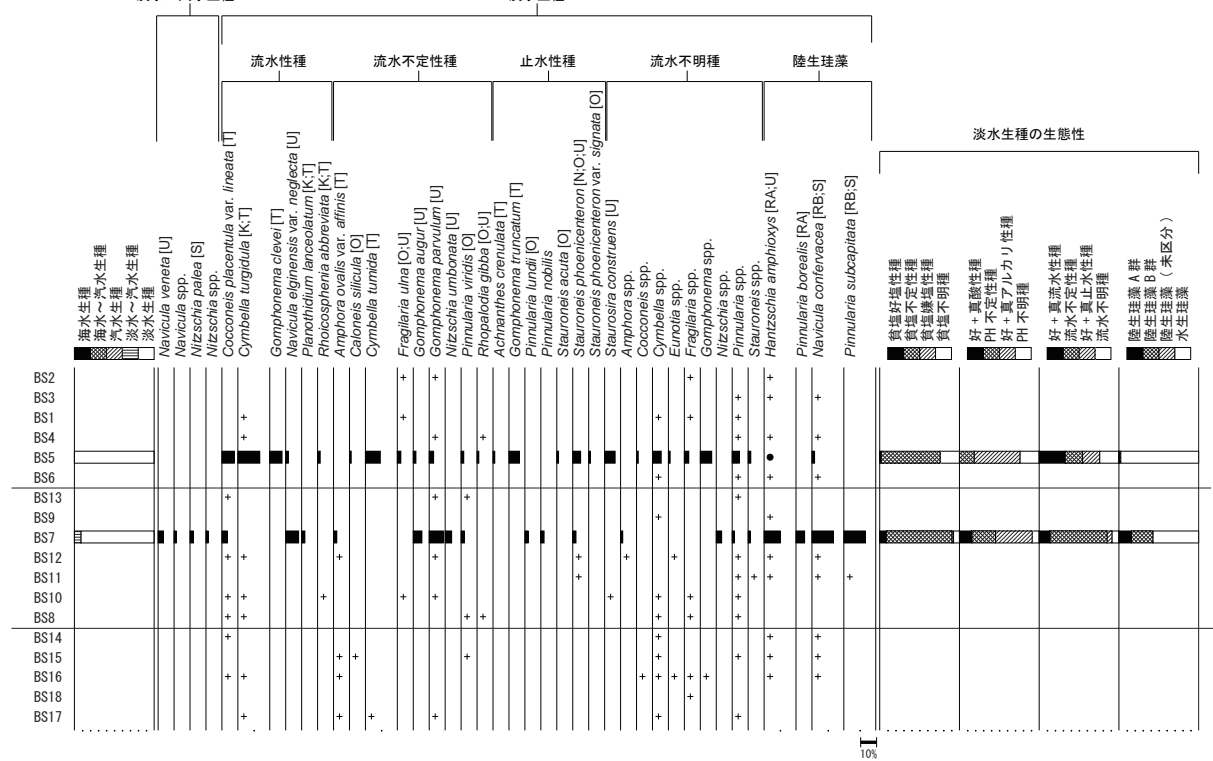 流水性種
流水不定性種
止水性種
流水不明種
陸生珪藻
淡水生種の生態性
海水生種
海水～汽水生種
汽水生種
淡水～汽水生種
淡水生種
Navicula veneta [U]
Navicula spp.
Nitzschia palea [S]
Nitzschia spp.
Cocconeis placentula var. lineata [T]
Cymbella turgidula [K;T]
Gomphonema clevei [T]
Navicula elginensis var. neglecta [U]
Planothidium lanceolatum [K;T]
Rhoicosphenia abbreviata [K;T]
Amphora ovalis var. affinis [T]
Caloneis silicula [O]
Cymbella tumida [T]
Fragilaria ulna [O;U]
Gomphonema augur [U]
Gomphonema parvulum [U]
Nitzschia umbonata [U]
Pinnularia viridis [O]
Rhopalodia gibba [O;U]
Achnanthes crenulata [T]
Gomphonema truncatum [T]
Pinnularia lundii [O]
Pinnularia nobilis
Stauroneis acuta [O]
Stauroneis phoenicenteron [N;O;U]
Stauroneis phoenicenteron var. signata [O]
Staurosira construens [U]
Amphora spp.
Cocconeis spp.
Cymbella spp.
Eunotia spp.
Fragilaria spp.
Gomphonema spp.
Pinnularia spp.
Stauroneis spp.
Hantzschia amphioxys [RA;U]
Pinnularia borealis [RA]
Navicula confervacea [RB;S]
Pinnularia subcapitata [RB;S]
貧塩好塩性種
貧塩不定性種
貧塩嫌塩性種
貧塩不明種
好＋真酸性種
PH 不定性種
好＋真アルカリ性種
PH 不明種
好＋真流水性種
流水不定性種
好＋真止水性種
流水不明種
陸生珪藻 A 群
陸生珪藻 B 群
陸生珪藻（未区分）
水生珪藻
BS2
BS3
BS1
BS4
BS5
BS6
BS13
BS9
BS7
BS12
BS11
BS10
BS8
BS14
BS15
BS16
BS18
BS17
10%